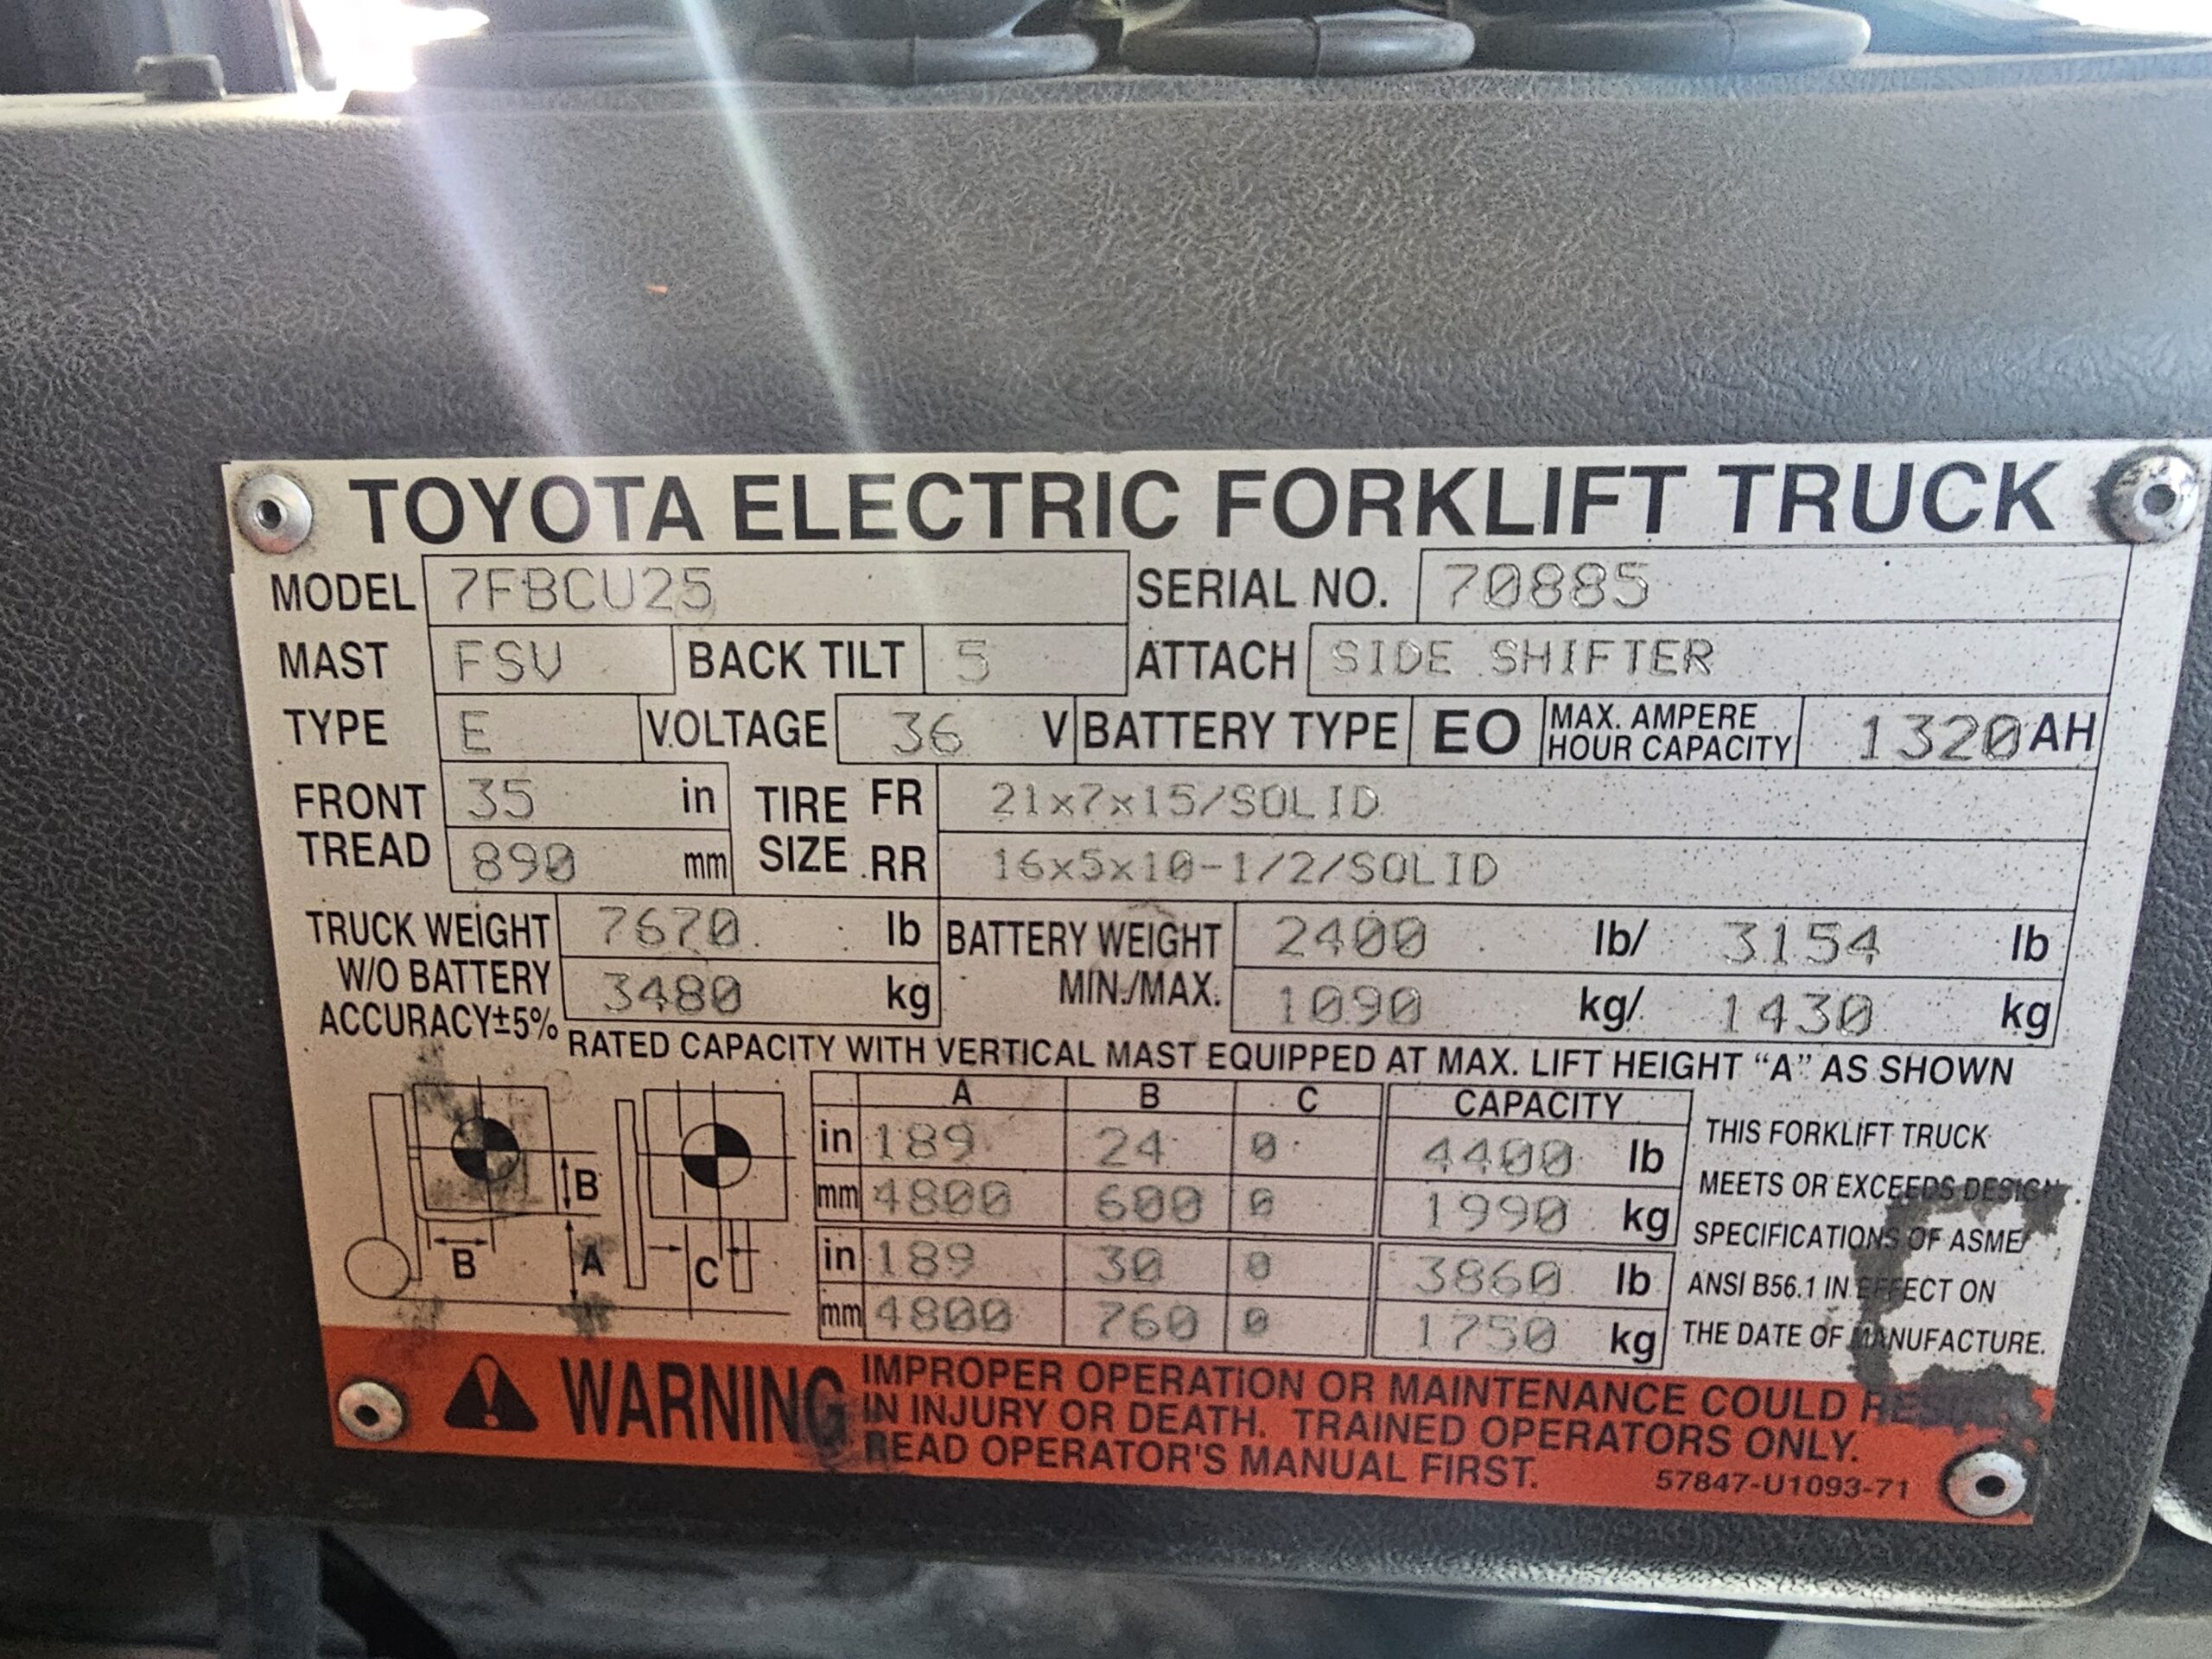 TOYOTA ELECTRIC FORKLIFT TRUCK
MODEL 7FBCU25 SERIAL NO. 70885
MAST FSV BACK TILT 5 ATTACH SIDE SHIFTER
TYPE E VOLTAGE 36 V BATTERY TYPE EO MAX. AMPERE HOUR CAPACITY 1320 AH
FRONT TREAD 35 in TIRE SIZE FR 21x7x15/SOLID
890 mm RR 16x5x10-1/2/SOLID
TRUCK WEIGHT W/O BATTERY ACCURACY±5% 7670 lb BATTERY WEIGHT MIN./MAX. 2400 lb/ 3154 lb
3480 kg 1090 kg/ 1430 kg
RATED CAPACITY WITH VERTICAL MAST EQUIPPED AT MAX. LIFT HEIGHT “A” AS SHOWN
A B C CAPACITY
in 189 24 0 4400 lb
mm 4800 600 0 1990 kg
in 189 30 0 3860 lb
mm 4800 760 0 1750 kg
B
B A C
THIS FORKLIFT TRUCK
MEETS OR EXCEEDS DESIGN
SPECIFICATIONS OF ASME/
ANSI B56.1 IN EFFECT ON
THE DATE OF MANUFACTURE.
WARNING
IMPROPER OPERATION OR MAINTENANCE COULD
IN INJURY OR DEATH. TRAINED OPERATORS ONLY.
READ OPERATOR'S MANUAL FIRST.
57847-U1093-71